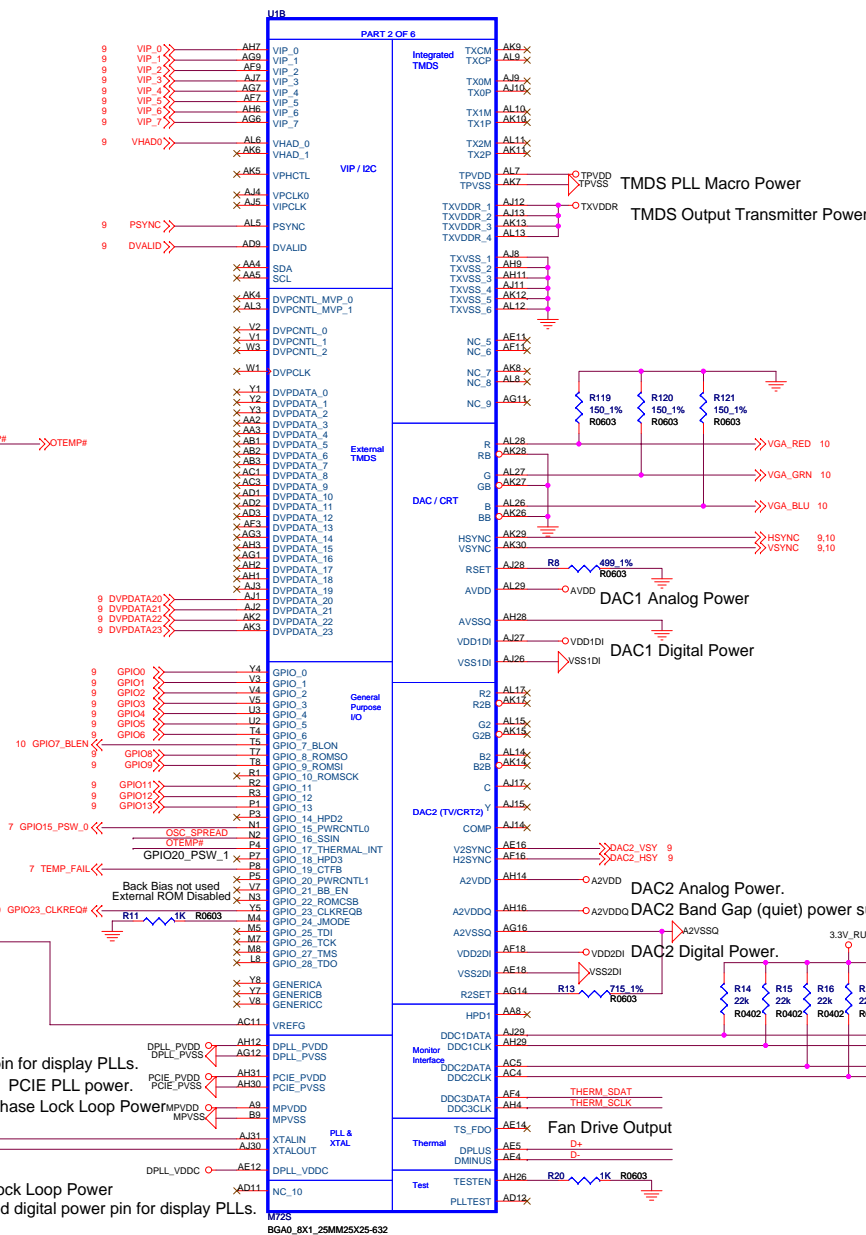 U1B
PART 2 OF 6
9 VIP_0 AH7 VIP_0
9 VIP_1 AG9 VIP_1
9 VIP_2 AF9 VIP_2
9 VIP_3 AJ7 VIP_3
9 VIP_4 AG7 VIP_4
9 VIP_5 AF7 VIP_5
9 VIP_6 AH6 VIP_6
9 VIP_7 AG6 VIP_7
9 VHAD0 AL6 VHAD_0
AK6 VHAD_1
VIP / I2C
AK5 VPHCTL
AJ4 VPCLK0
AJ5 VIPCLK
9 PSYNC AL5 PSYNC
9 DVALID AD9 DVALID
AA4 SDA
AA5 SCL
AK4 DVPCNTL_MVP_0
AL3 DVPCNTL_MVP_1
V2 DVPCNTL_0
V1 DVPCNTL_1
W3 DVPCNTL_2
W1 DVPCLK
Y1 DVPDATA_0
Y2 DVPDATA_1
Y3 DVPDATA_2
AA2 DVPDATA_3
AA3 DVPDATA_4
AB1 DVPDATA_5
AB2 DVPDATA_6
AB3 DVPDATA_7
AC1 DVPDATA_8
AC3 DVPDATA_9
AD1 DVPDATA_10
AD2 DVPDATA_11
AD3 DVPDATA_12
AF3 DVPDATA_13
AG3 DVPDATA_14
AH3 DVPDATA_15
AG1 DVPDATA_16
AH2 DVPDATA_17
AH1 DVPDATA_18
AJ3 DVPDATA_19
9 DVPDATA20 AJ1 DVPDATA_20
9 DVPDATA21 AJ2 DVPDATA_21
9 DVPDATA22 AK2 DVPDATA_22
9 DVPDATA23 AK3 DVPDATA_23
External
TMDS
OTEMP#
9 GPIO0 Y4 GPIO_0
9 GPIO1 V3 GPIO_1
9 GPIO2 V4 GPIO_2
9 GPIO3 V5 GPIO_3
9 GPIO4 U3 GPIO_4
9 GPIO5 U2 GPIO_5
9 GPIO6 T4 GPIO_6
10 GPIO7_BLEN T5 GPIO_7_BLON
9 GPIO8 T7 GPIO_8_ROMSO
9 GPIO9 T8 GPIO_9_ROMSI
R1 GPIO_10_ROMSCK
9 GPIO11 R2 GPIO_11
9 GPIO12 R3 GPIO_12
9 GPIO13 P1 GPIO_13
P3 GPIO_14_HPD2
7 GPIO15_PSW_0 N1 GPIO_15_PWRCNTL0
OSC_SPREAD N2 GPIO_16_SSIN
OTEMP# P4 GPIO_17_THERMAL_INT
GPIO20_PSW_1 P7 GPIO_18_HPD3
7 TEMP_FAIL P8 GPIO_19_CTFB
P5 GPIO_20_PWRCNTL1
Back Bias not used V7 GPIO_21_BB_EN
External ROM Disabled N3 GPIO_22_ROMCSB
GPIO23_CLKREQ# Y5 GPIO_23_CLKREQB
R11 1K R0603 M4 GPIO_24_JMODE
M5 GPIO_25_TDI
M7 GPIO_26_TCK
M8 GPIO_27_TMS
L8 GPIO_28_TDO
General
Purpose
I/O
Y8 GENERICA
Y7 GENERICB
V8 GENERICC
AC11 VREFG
DPLL_PVDD AH12 DPLL_PVDD
DPLL_PVSS AG12 DPLL_PVSS
for display PLLs.
PCIE PLL power. PCIE_PVDD AH31 PCIE_PVDD
PCIE_PVSS AH30 PCIE_PVSS
Lock Loop Power MPVDD A9 MPVDD
MPVSS B9 MPVSS
AJ31 XTALIN
AJ30 XTALOUT
PLL &
XTAL
DPLL_VDDC AE12 DPLL_VDDC
Loop Power
AD11 NC_10
digital power pin for display PLLs.
M72S
BGA0_8X1_25MM25X25-632
Integrated
TMDS
TXCM AK9
TXCP AL9
TX0M AJ9
TX0P AJ10
TX1M AL10
TX1P AK10
TX2M AL11
TX2P AK11
TPVDD AL7 TPVDD
TPVSS AK7 TPVSS
TMDS PLL Macro Power
TXVDDR_1 AJ12 TXVDDR
TXVDDR_2 AJ13
TXVDDR_3 AK13
TXVDDR_4 AL13
TMDS Output Transmitter Power
TXVSS_1 AJ8
TXVSS_2 AH9
TXVSS_3 AH11
TXVSS_4 AJ11
TXVSS_5 AK12
TXVSS_6 AL12
NC_5 AE11
NC_6 AF11
NC_7 AK8
NC_8 AL8
NC_9 AG11
R119 R120 R121
150_1% 150_1% 150_1%
R0603 R0603 R0603
DAC / CRT
R AL28 VGA_RED 10
RB AK28
G AL27 VGA_GRN 10
GB AK27
B AL26 VGA_BLU 10
BB AK26
HSYNC AK29 HSYNC 9,10
VSYNC AK30 VSYNC 9,10
RSET AJ28 R8 499_1% R0603
AVDD AL29 AVDD
DAC1 Analog Power
AVSSQ AH28
VDD1DI AJ27 VDD1DI
DAC1 Digital Power
VSS1DI AJ26 VSS1DI
R2 AL17
R2B AK17
G2 AL15
G2B AK15
B2 AL14
B2B AK14
C AJ17
DAC2 (TV/CRT2)
Y AJ15
COMP AJ14
V2SYNC AE16 DAC2_VSY 9
H2SYNC AF16 DAC2_HSY 9
A2VDD AH14 A2VDD
DAC2 Analog Power.
A2VDDQ AH16 A2VDDQ DAC2 Band Gap (quiet) power
A2VSSQ AG16 A2VSSQ
VDD2DI AF18 VDD2DI DAC2 Digital Power.
VSS2DI AE18 VSS2DI
R2SET AG14 R13 715_1% R0603
R14 R15 R16
22k 22k 22k
R0402 R0402 R0402
HPD1 AA8
Monitor
Interface
DDC1DATA AJ29
DDC1CLK AH29
DDC2DATA AC5
DDC2CLK AC4
DDC3DATA AF4 THERM_SDAT
DDC3CLK AH4 THERM_SCLK
TS_FDO AE14 Fan Drive Output
Thermal
DPLUS AE5 D+
DMINUS AE4 D-
Test
TESTEN AH26 R20 1K R0603
PLLTEST AD12